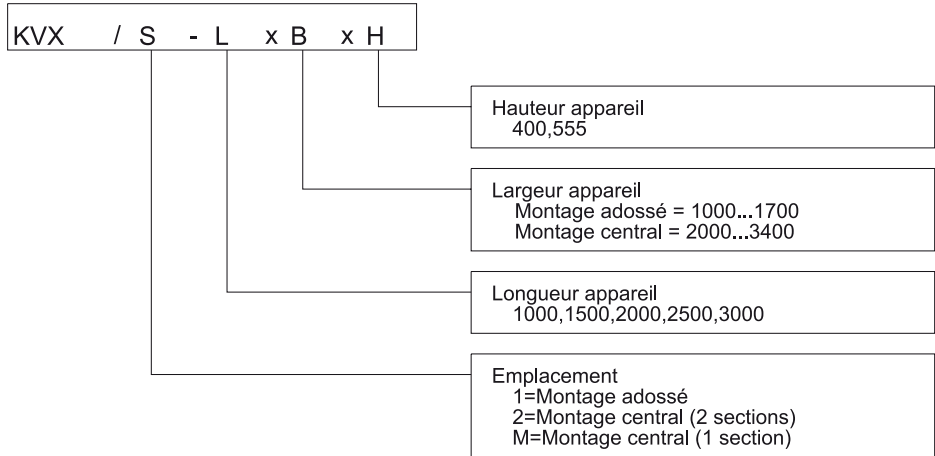 KVX / S - L x B x H
Hauteur appareil
400,555
Largeur appareil
Montage adossé = 1000...1700
Montage central = 2000...3400
Longueur appareil
1000,1500,2000,2500,3000
Emplacement
1=Montage adossé
2=Montage central (2 sections)
M=Montage central (1 section)